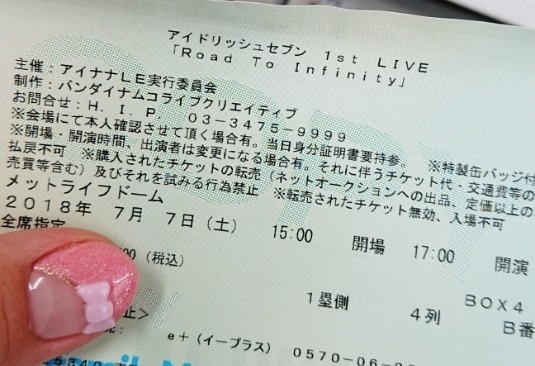 アイドリッシュセブン 1st LIVE
「Road To Infinity」
主催：アイナナLE実行委員会
制作：バンダイナムコライブクリエイティブ
お問合せ：H.I.P. 03-3475-9999
※会場にて本人確認させて頂く場合有。当日身分証明書要持参。 ※特製缶バッジ付
※開場・開演時間、出演者は変更になる場合有。それに伴うチケット代・交通費等の
払戻不可 ※購入されたチケットの転売（ネットオークションへの出品、定価以上の
売買等含む）及びそれを試みる行為禁止 ※転売されたチケット無効、入場不可
メットライフドーム
2018年 7月 7日（土） 15:00 開場 17:00 開演
全席指定
00（税込）
1塁側 BOX4
4列 B番
止＞
e+（イープラス） 0570-06-